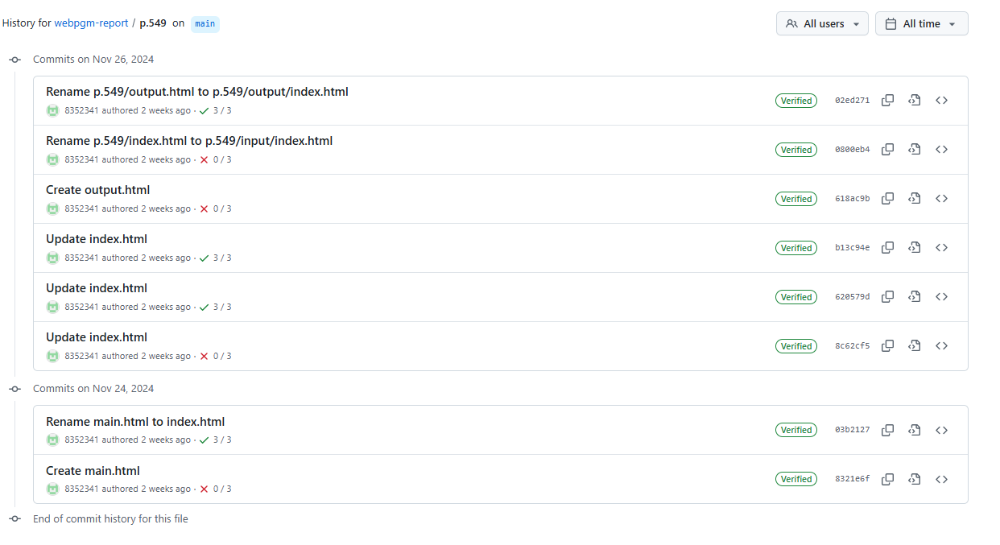 History for webpgm-report / p.549 on main
All users
All time
Commits on Nov 26, 2024
Rename p.549/output.html to p.549/output/index.html
8352341 authored 2 weeks ago · 3 / 3
Verified
02ed271
Rename p.549/index.html to p.549/input/index.html
8352341 authored 2 weeks ago · 0 / 3
Verified
0800eb4
Create output.html
8352341 authored 2 weeks ago · 0 / 3
Verified
618ac9b
Update index.html
8352341 authored 2 weeks ago · 3 / 3
Verified
b13c94e
Update index.html
8352341 authored 2 weeks ago · 3 / 3
Verified
620579d
Update index.html
8352341 authored 2 weeks ago · 0 / 3
Verified
8c62cf5
Commits on Nov 24, 2024
Rename main.html to index.html
8352341 authored 2 weeks ago · 3 / 3
Verified
03b2127
Create main.html
8352341 authored 2 weeks ago · 0 / 3
Verified
8321e6f
End of commit history for this file